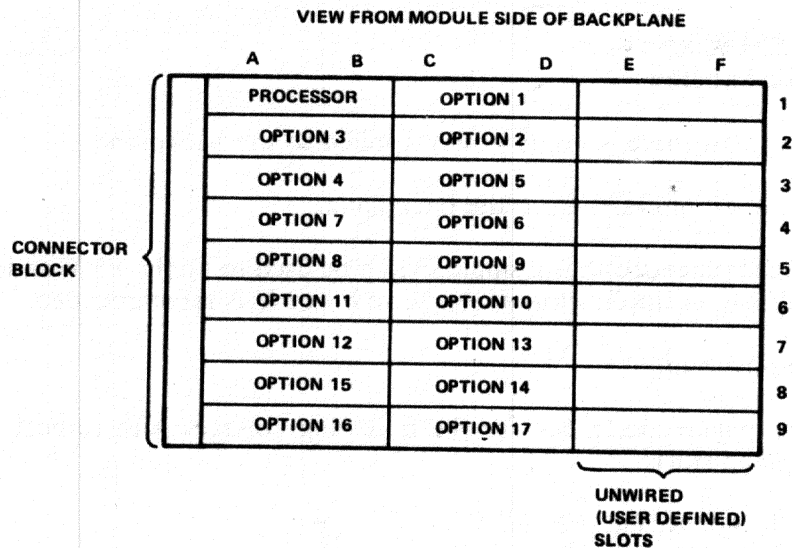 VIEW FROM MODULE SIDE OF BACKPLANE
A B C D E F
PROCESSOR OPTION 1 1
OPTION 3 OPTION 2 2
OPTION 4 OPTION 5 3
OPTION 7 OPTION 6 4
CONNECTOR
BLOCK
OPTION 8 OPTION 9 5
OPTION 11 OPTION 10 6
OPTION 12 OPTION 13 7
OPTION 15 OPTION 14 8
OPTION 16 OPTION 17 9
UNWIRED
(USER DEFINED)
SLOTS